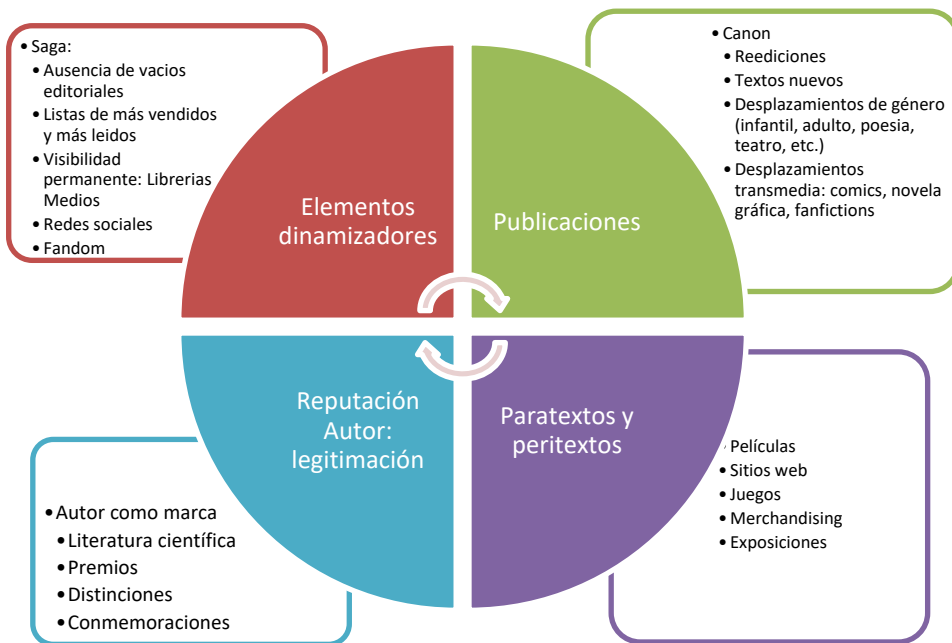 • Saga:
• Ausencia de vacios
editoriales
• Listas de más vendidos
y más leidos
• Visibilidad
permanente: Librerias
Medios
• Redes sociales
• Fandom
Elementos
dinamizadores
Publicaciones
• Canon
• Reediciones
• Textos nuevos
• Desplazamientos de género
(infantil, adulto, poesia,
teatro, etc.)
• Desplazamientos
transmedia: comics, novela
gráfica, fanfictions
Reputación
Autor:
legitimación
Paratextos y
peritextos
• Autor como marca
• Literatura científica
• Premios
• Distinciones
• Conmemoraciones
• Películas
• Sitios web
• Juegos
• Merchandising
• Exposiciones